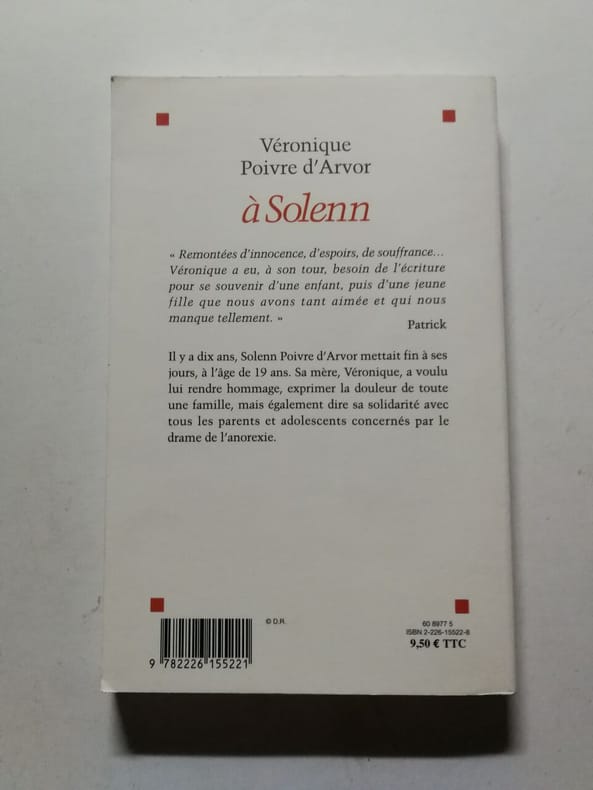 Véronique
Poivre d'Arvor
à Solenn
« Remontées d'innocence, d'espoirs, de souffrance...
Véronique a eu, à son tour, besoin de l'écriture
pour se souvenir d'une enfant, puis d'une jeune
fille que nous avons tant aimée et qui nous
manque tellement. »
Patrick
Il y a dix ans, Solenn Poivre d'Arvor mettait fin à ses
jours, à l'âge de 19 ans. Sa mère, Véronique, a voulu
lui rendre hommage, exprimer la douleur de toute
une famille, mais également dire sa solidarité avec
tous les parents et adolescents concernés par le
drame de l'anorexie.
© D.R.
60 8977 5
ISBN 2-226-15522-8
9,50 € TTC
9 782226 155221